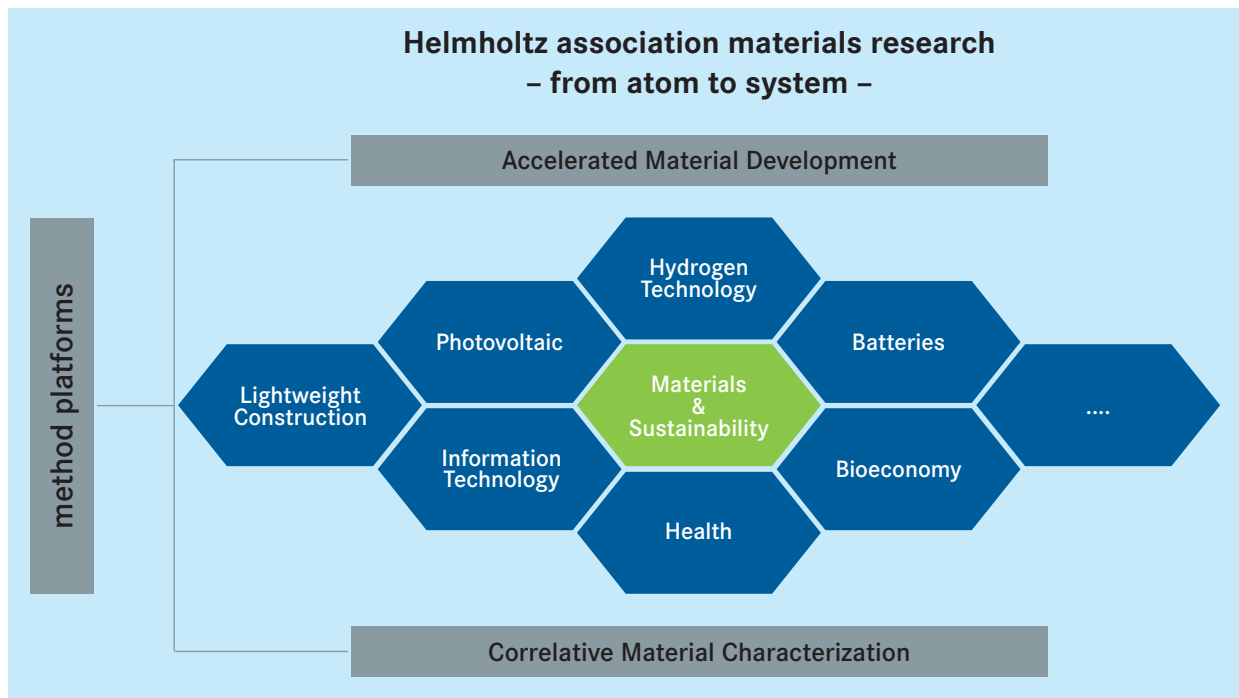 Helmholtz association materials research
– from atom to system –
Accelerated Material Development
method platforms
Hydrogen
Technology
Photovoltaic
Batteries
Lightweight
Construction
Materials
&
Sustainability
....
Information
Technology
Bioeconomy
Health
Correlative Material Characterization